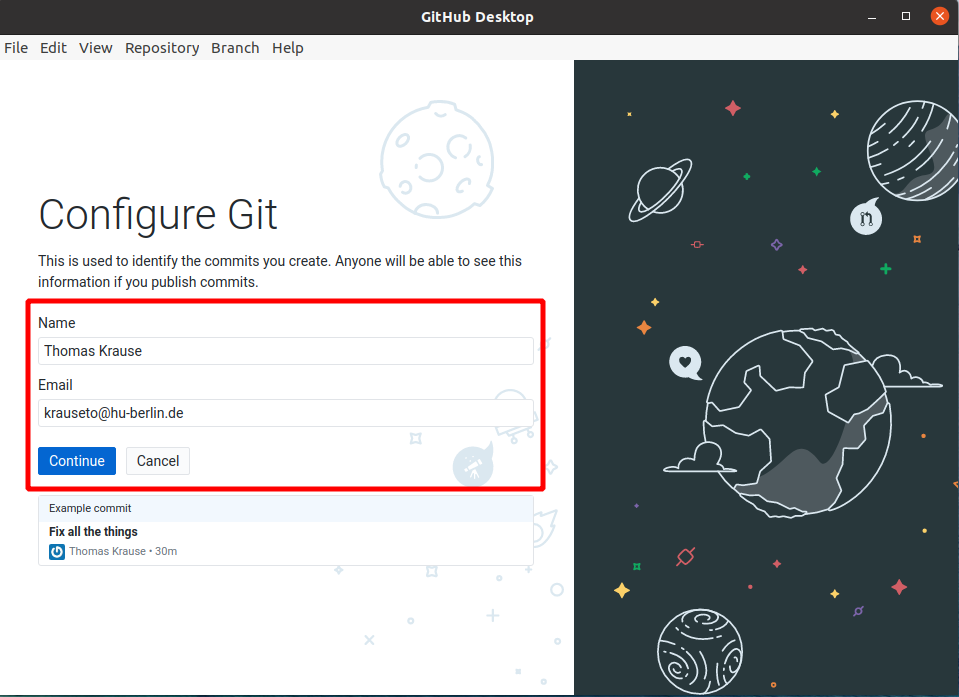 GitHub Desktop
File Edit View Repository Branch Help
Configure Git
This is used to identify the commits you create. Anyone will be able to see this
information if you publish commits.
Name
Thomas Krause
Email
krauseto@hu-berlin.de
Continue Cancel
Example commit
Fix all the things
Thomas Krause • 30m